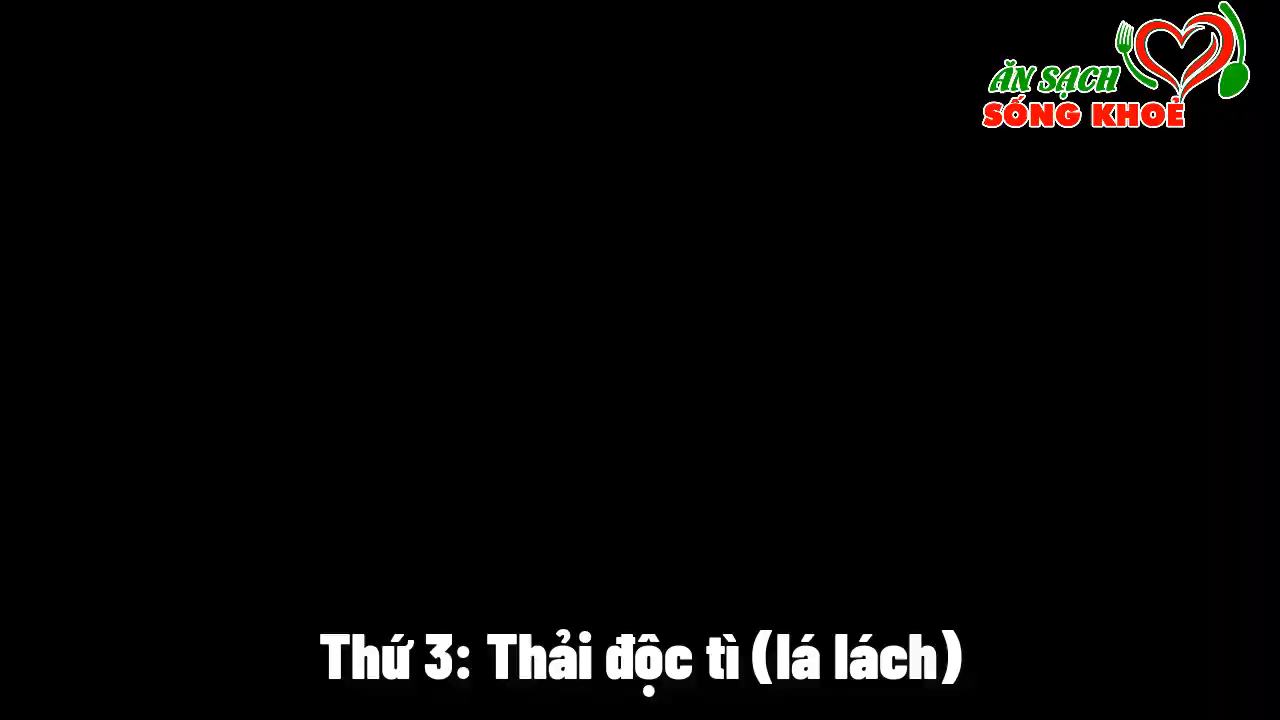 ĂN SẠCH
SỐNG KHOẺ
Thứ 3: Thải độc tì (lá lách)